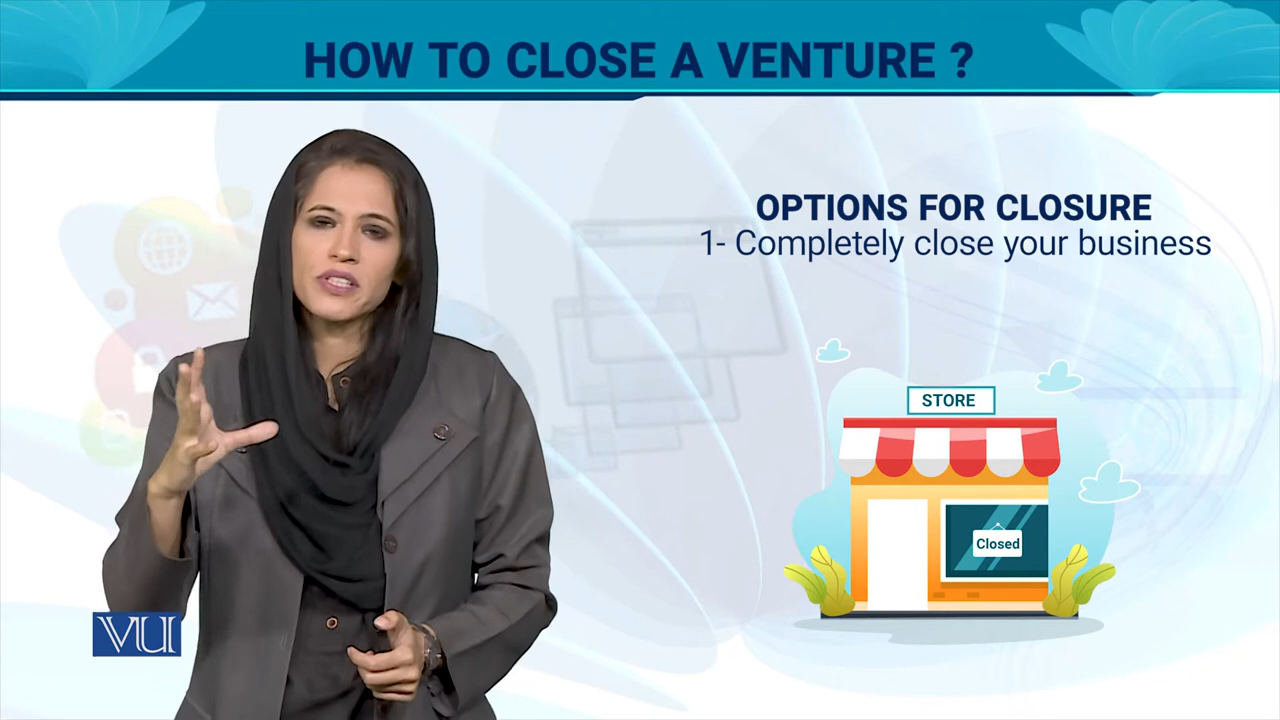 HOW TO CLOSE A VENTURE ?
OPTIONS FOR CLOSURE
1- Completely close your business
STORE
Closed
VU